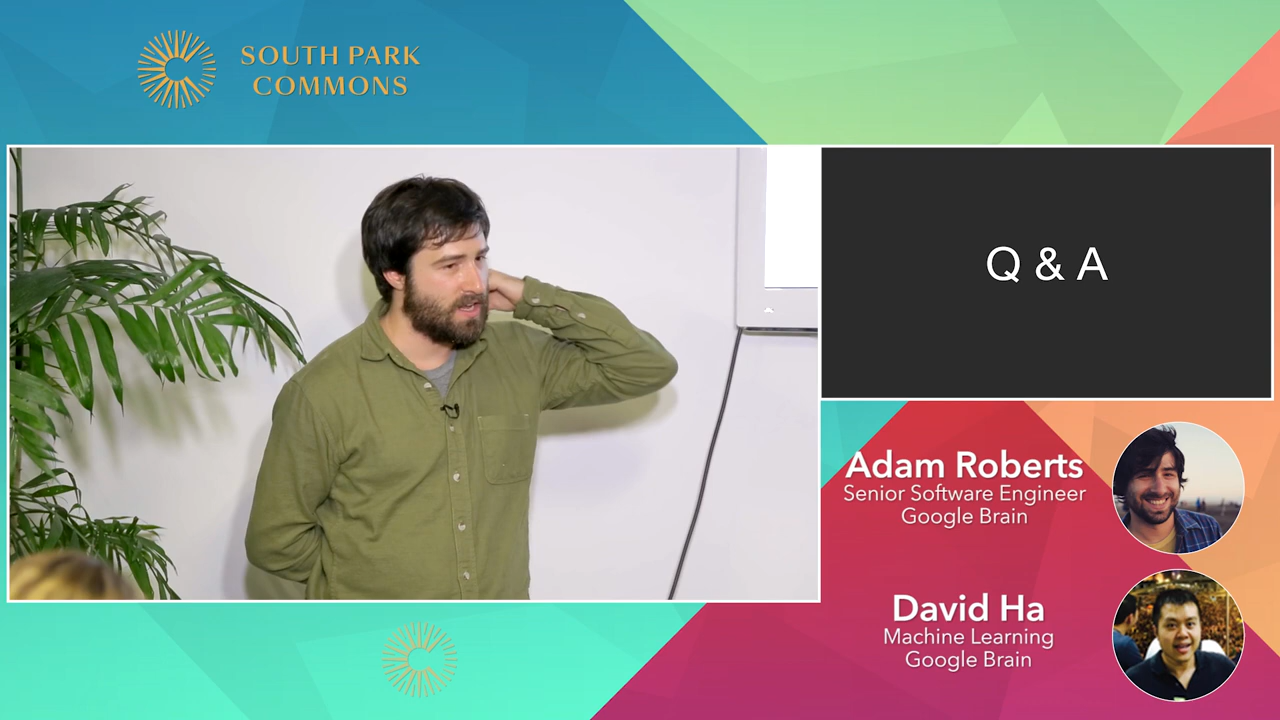 SOUTH PARK
COMMONS
Q & A
Adam Roberts
Senior Software Engineer
Google Brain
David Ha
Machine Learning
Google Brain